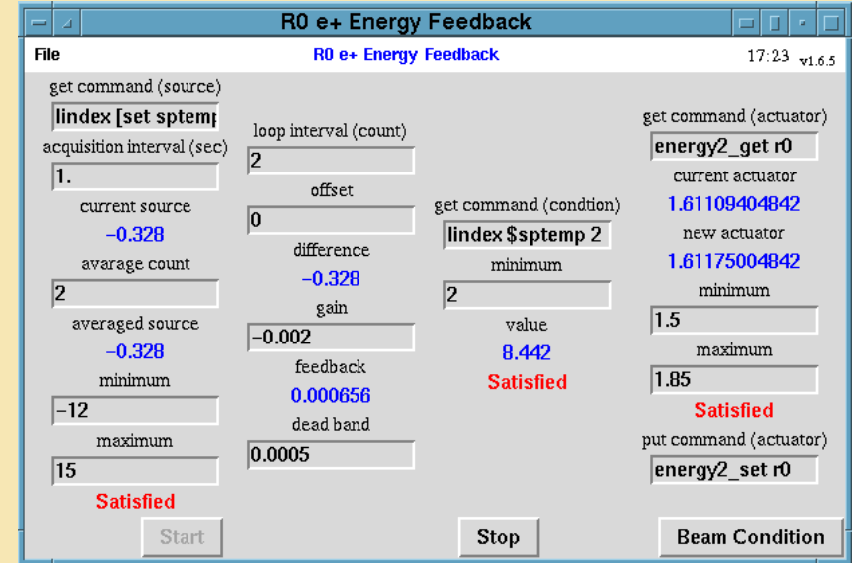 R0 e+ Energy Feedback
File
R0 e+ Energy Feedback
17:23 v1.6.5
get command (source)
lindex [set sptemp
acquisition interval (sec)
1.
current source
-0.328
avarage count
2
averaged source
-0.328
minimum
-12
maximum
15
Satisfied
loop interval (count)
2
offset
0
difference
-0.328
gain
-0.002
feedback
0.000656
dead band
0.0005
get command (condtion)
lindex $sptemp 2
minimum
2
value
8.442
Satisfied
get command (actuator)
energy2_get r0
current actuator
1.61109404842
new actuator
1.61175004842
minimum
1.5
maximum
1.85
Satisfied
put command (actuator)
energy2_set r0
Start
Stop
Beam Condition